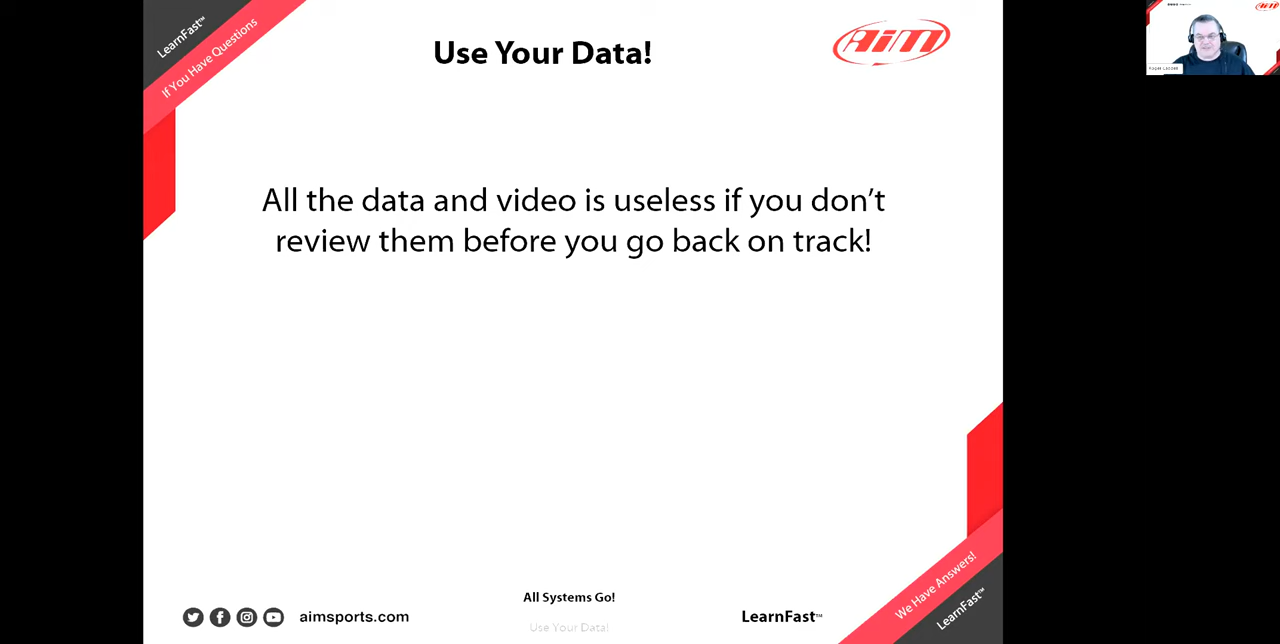 LearnFast™
If You Have Questions
Use Your Data!
AiM
All the data and video is useless if you don’t
review them before you go back on track!
We Have Answers!
LearnFast™
All Systems Go!
aimsports.com
LearnFast™
Use Your Data!